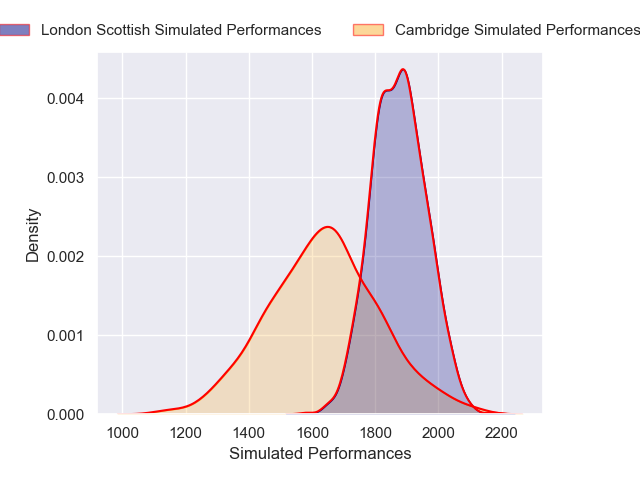 London Scottish Simulated Performances Cambridge Simulated Performances
0.004
0.003
0.002
0.001
0.000
Density
1000 1200 1400 1600 1800 2000 2200
Simulated Performances